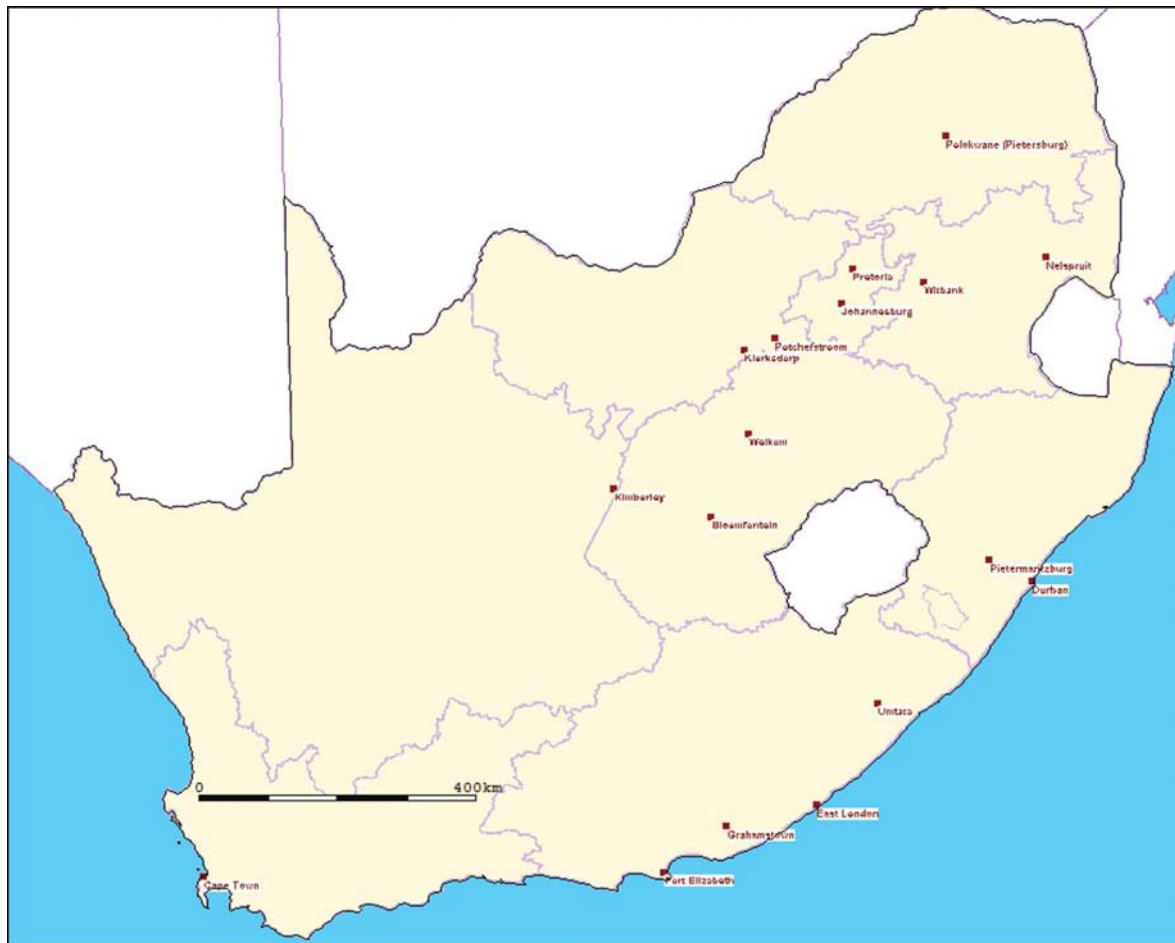 Polokwane (Pietersburg)
Nelspruit
Pretoria
Witbank
Johannesburg
Potchefstroom
Klerksdorp
Welkom
Kimberley
Bloemfontein
Pietermaritzburg
Durban
Umtata
0 400km
East London
Grahamstown
Port Elizabeth
Cape Town